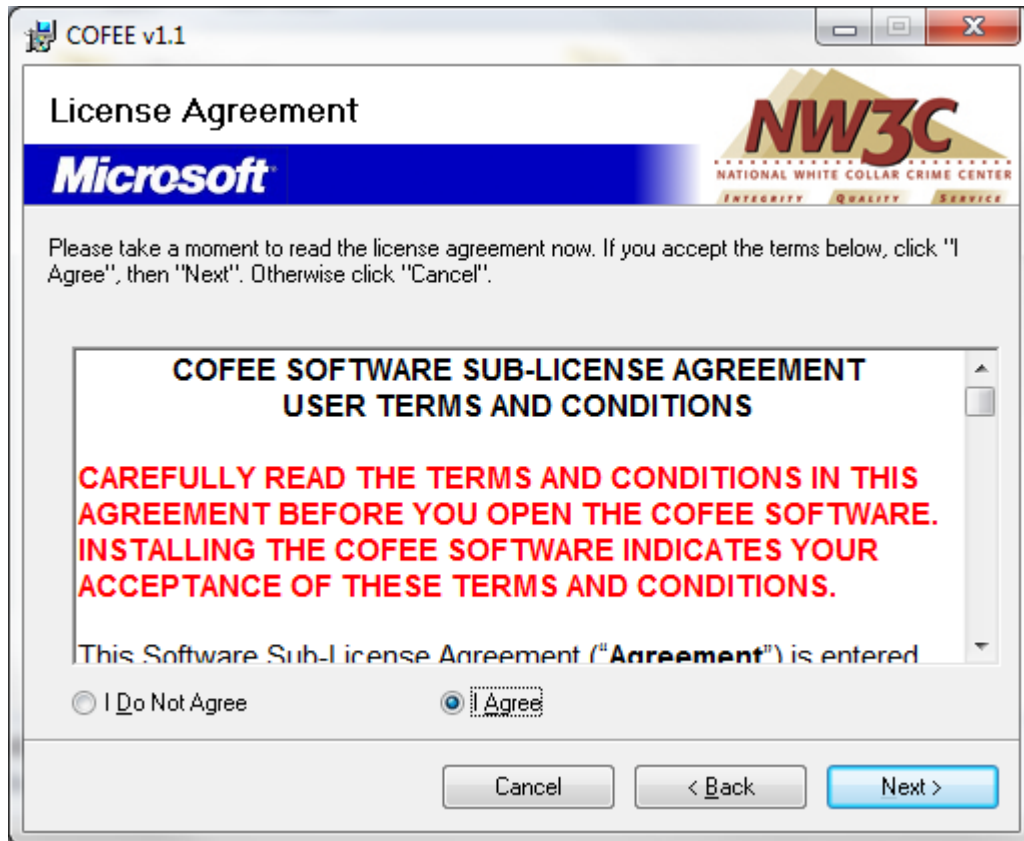 COFEE v1.1
License Agreement
Microsoft
NW3C
NATIONAL WHITE COLLAR CRIME CENTER
INTEGRITY QUALITY SERVICE
Please take a moment to read the license agreement now. If you accept the terms below, click "I
Agree", then "Next". Otherwise click "Cancel".
COFEE SOFTWARE SUB-LICENSE AGREEMENT
USER TERMS AND CONDITIONS
CAREFULLY READ THE TERMS AND CONDITIONS IN THIS
AGREEMENT BEFORE YOU OPEN THE COFEE SOFTWARE.
INSTALLING THE COFEE SOFTWARE INDICATES YOUR
ACCEPTANCE OF THESE TERMS AND CONDITIONS.
This Software Sub-License Agreement (“Agreement”) is entered
I Do Not Agree
I Agree
Cancel
< Back
Next >